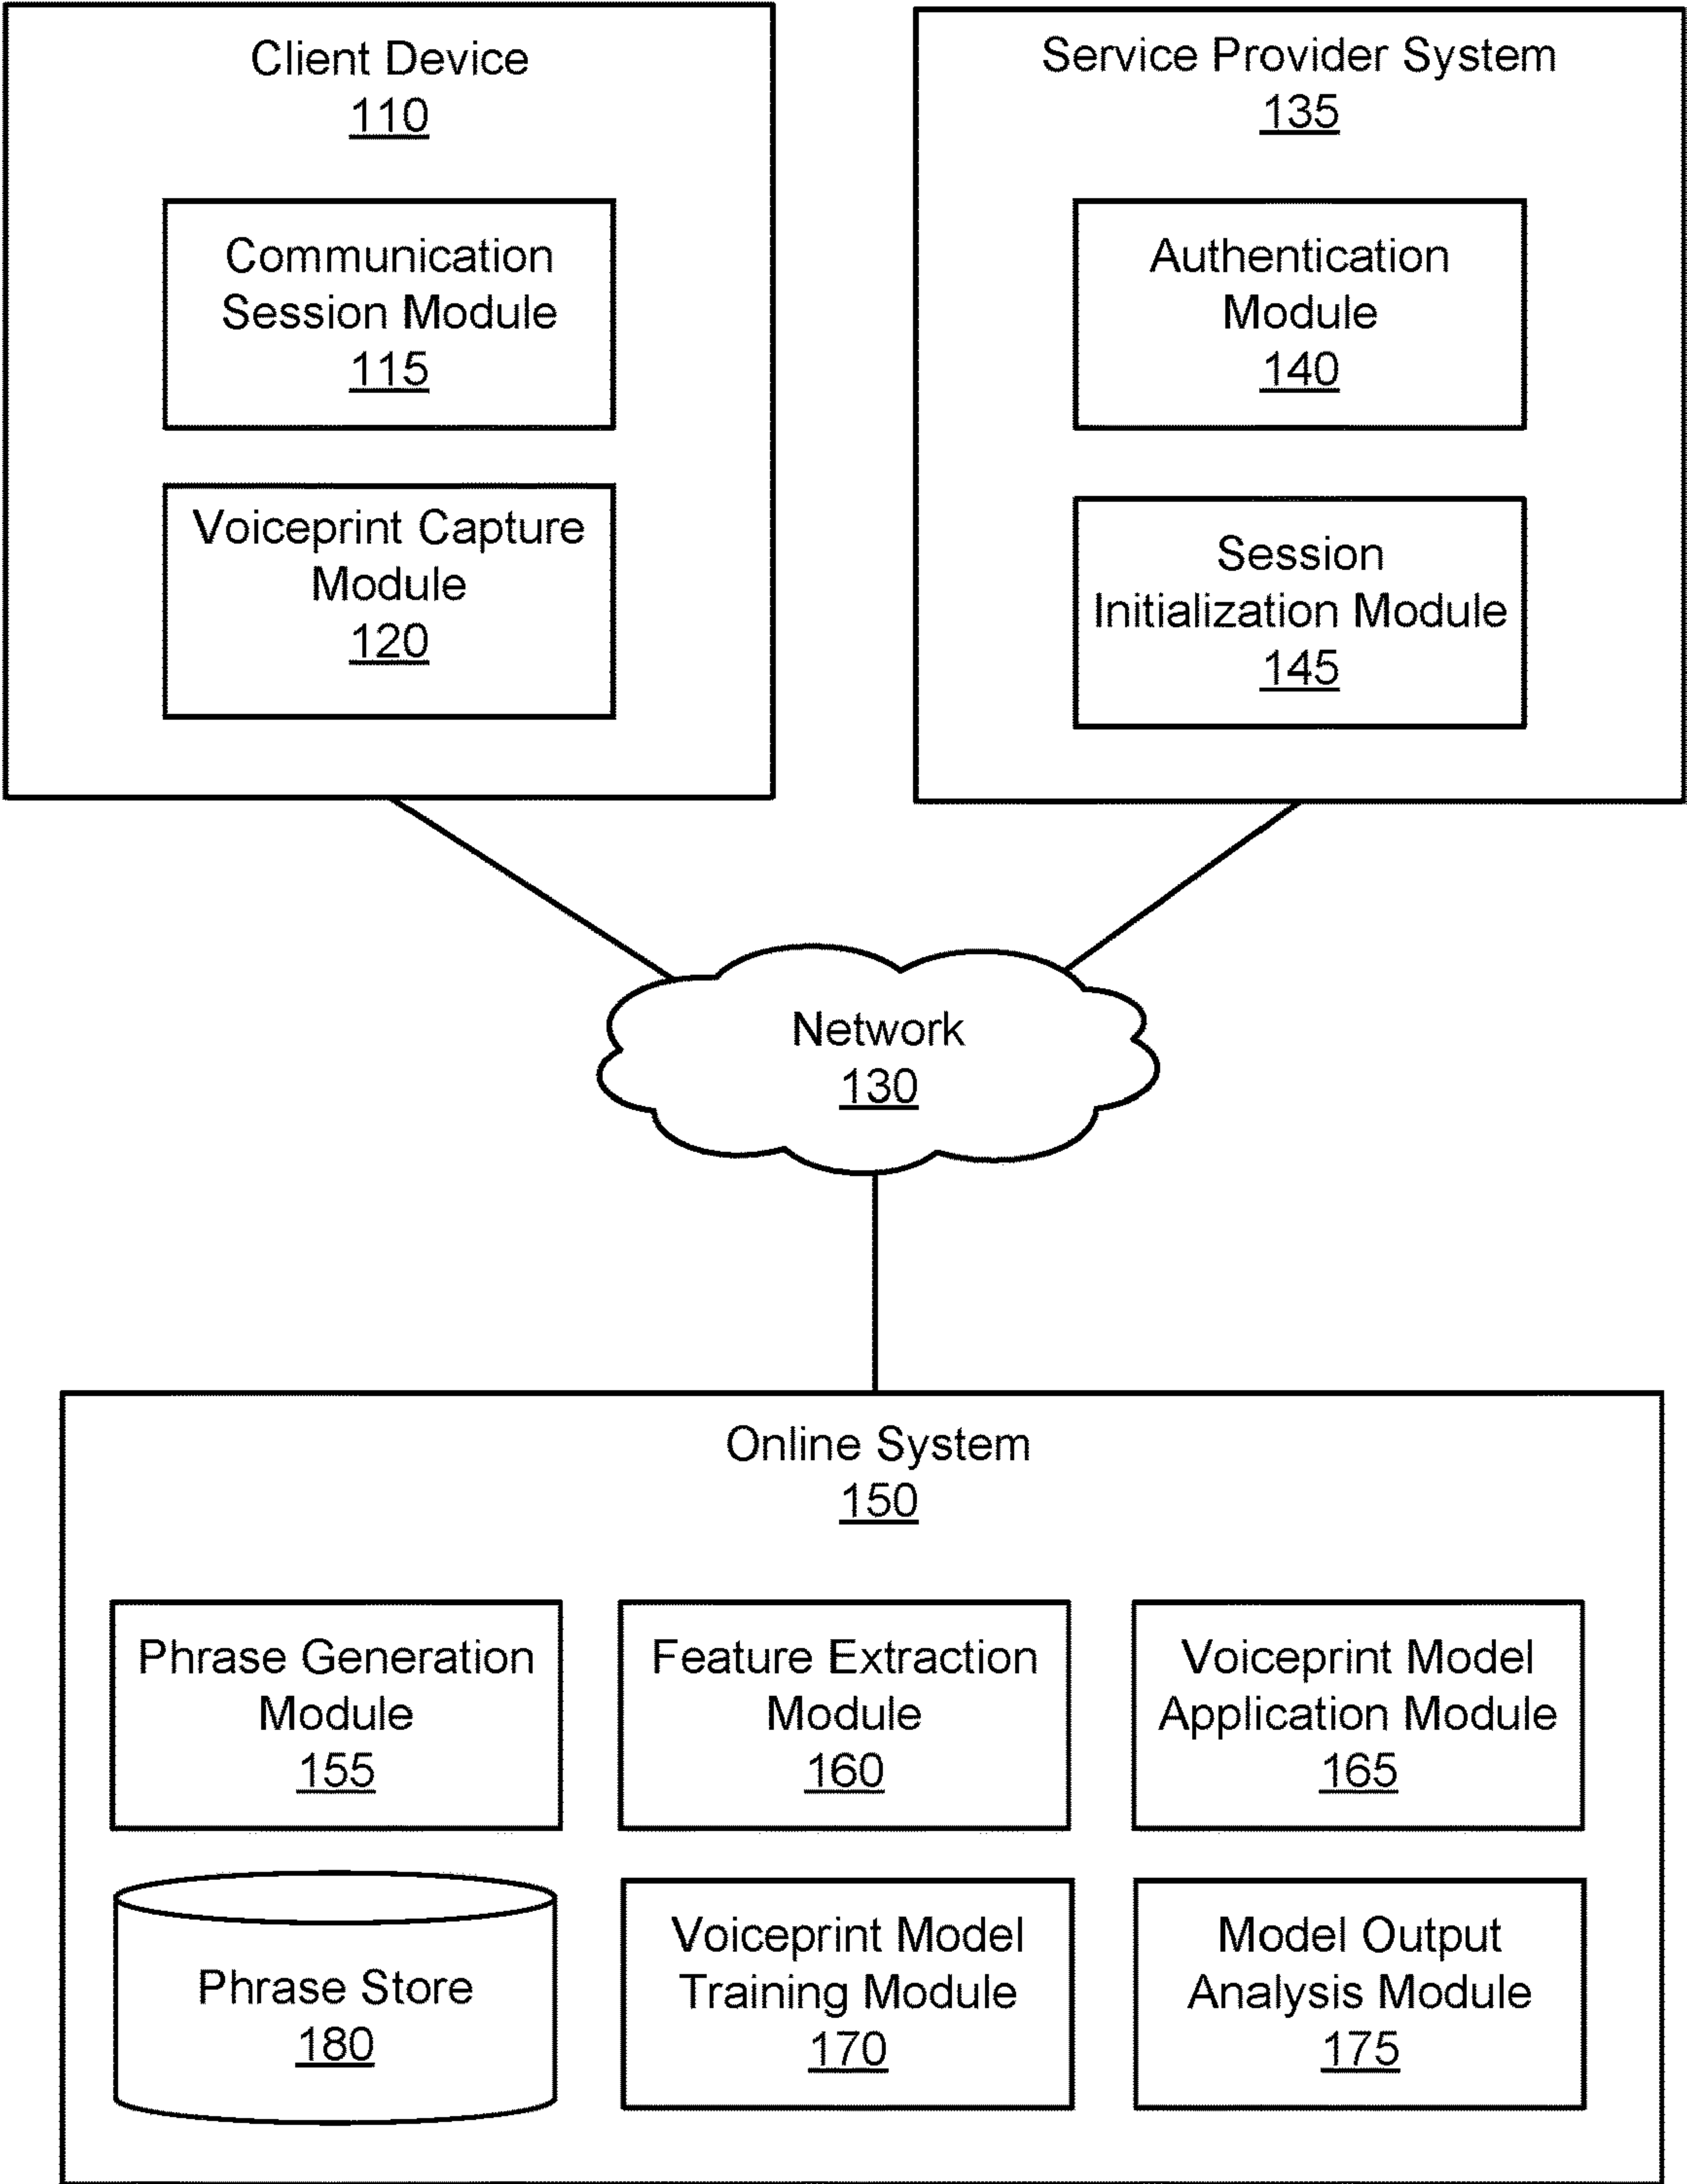 Client Device
110
Communication
Session Module
115
Voiceprint Capture
Module
120
Service Provider System
135
Authentication
Module
140
Session
Initialization Module
145
Network
130
Online System
150
Phrase Generation
Module
155
Feature Extraction
Module
160
Voiceprint Model
Application Module
165
Phrase Store
180
Voiceprint Model
Training Module
170
Model Output
Analysis Module
175